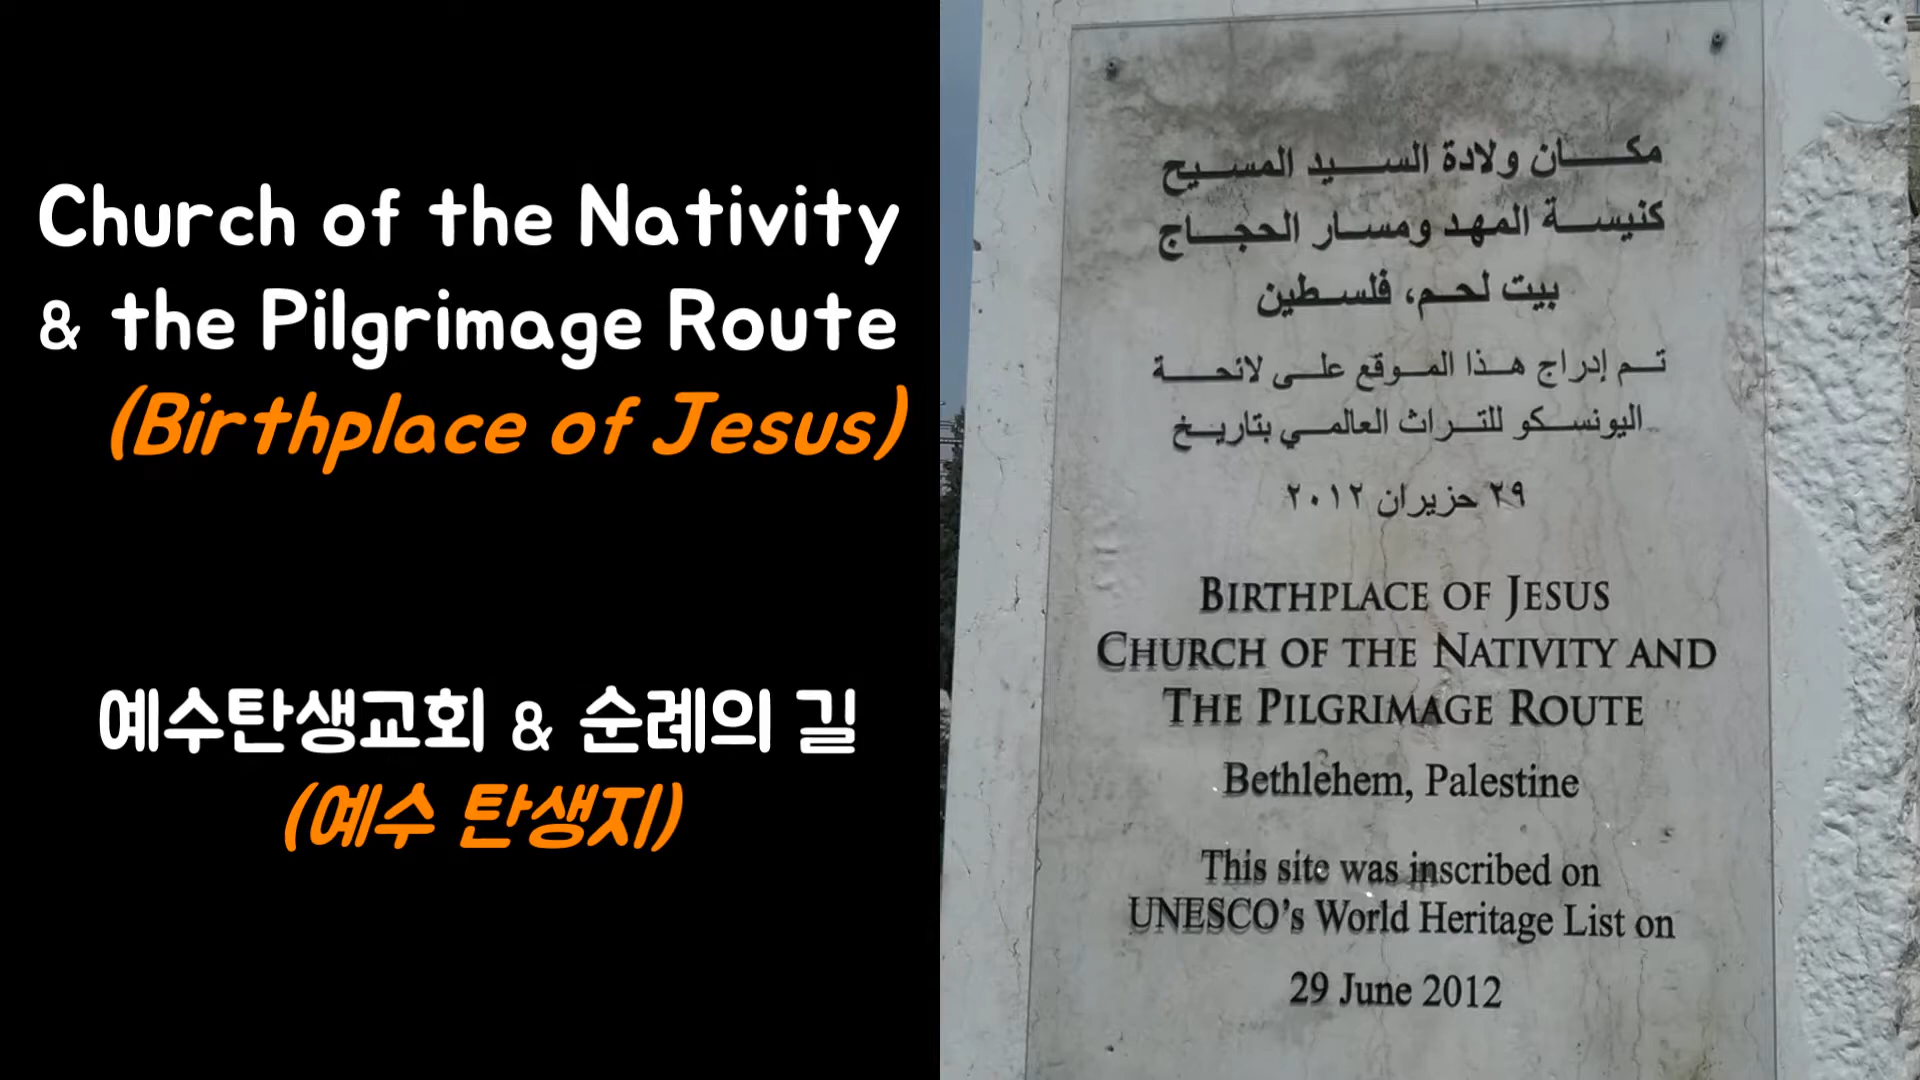 Church of the Nativity
& the Pilgrimage Route
(Birthplace of Jesus)
예수탄생교회 & 순례의 길
(예수 탄생지)
مكان ولادة السيد المسيح
كنيسة المهد ومسار الحجاج
بيت لحم، فلسطين
تم إدراج هذا الموقع على لائحة
اليونسكو للتراث العالمي بتاريخ
٢٩ حزيران ٢٠١٢
BIRTHPLACE OF JESUS
CHURCH OF THE NATIVITY AND
THE PILGRIMAGE ROUTE
Bethlehem, Palestine
This site was inscribed on
UNESCO's World Heritage List on
29 June 2012